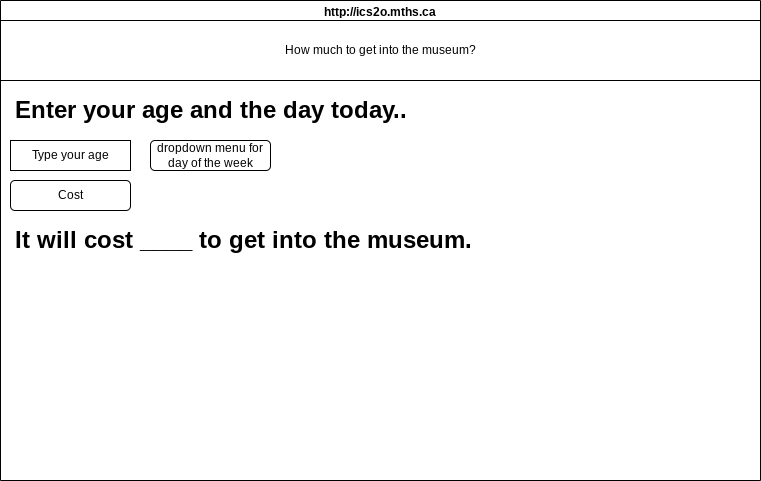 http://ics2o.mths.ca
How much to get into the museum?
Enter your age and the day today..
Type your age
dropdown menu for
day of the week
Cost
It will cost ____ to get into the museum.